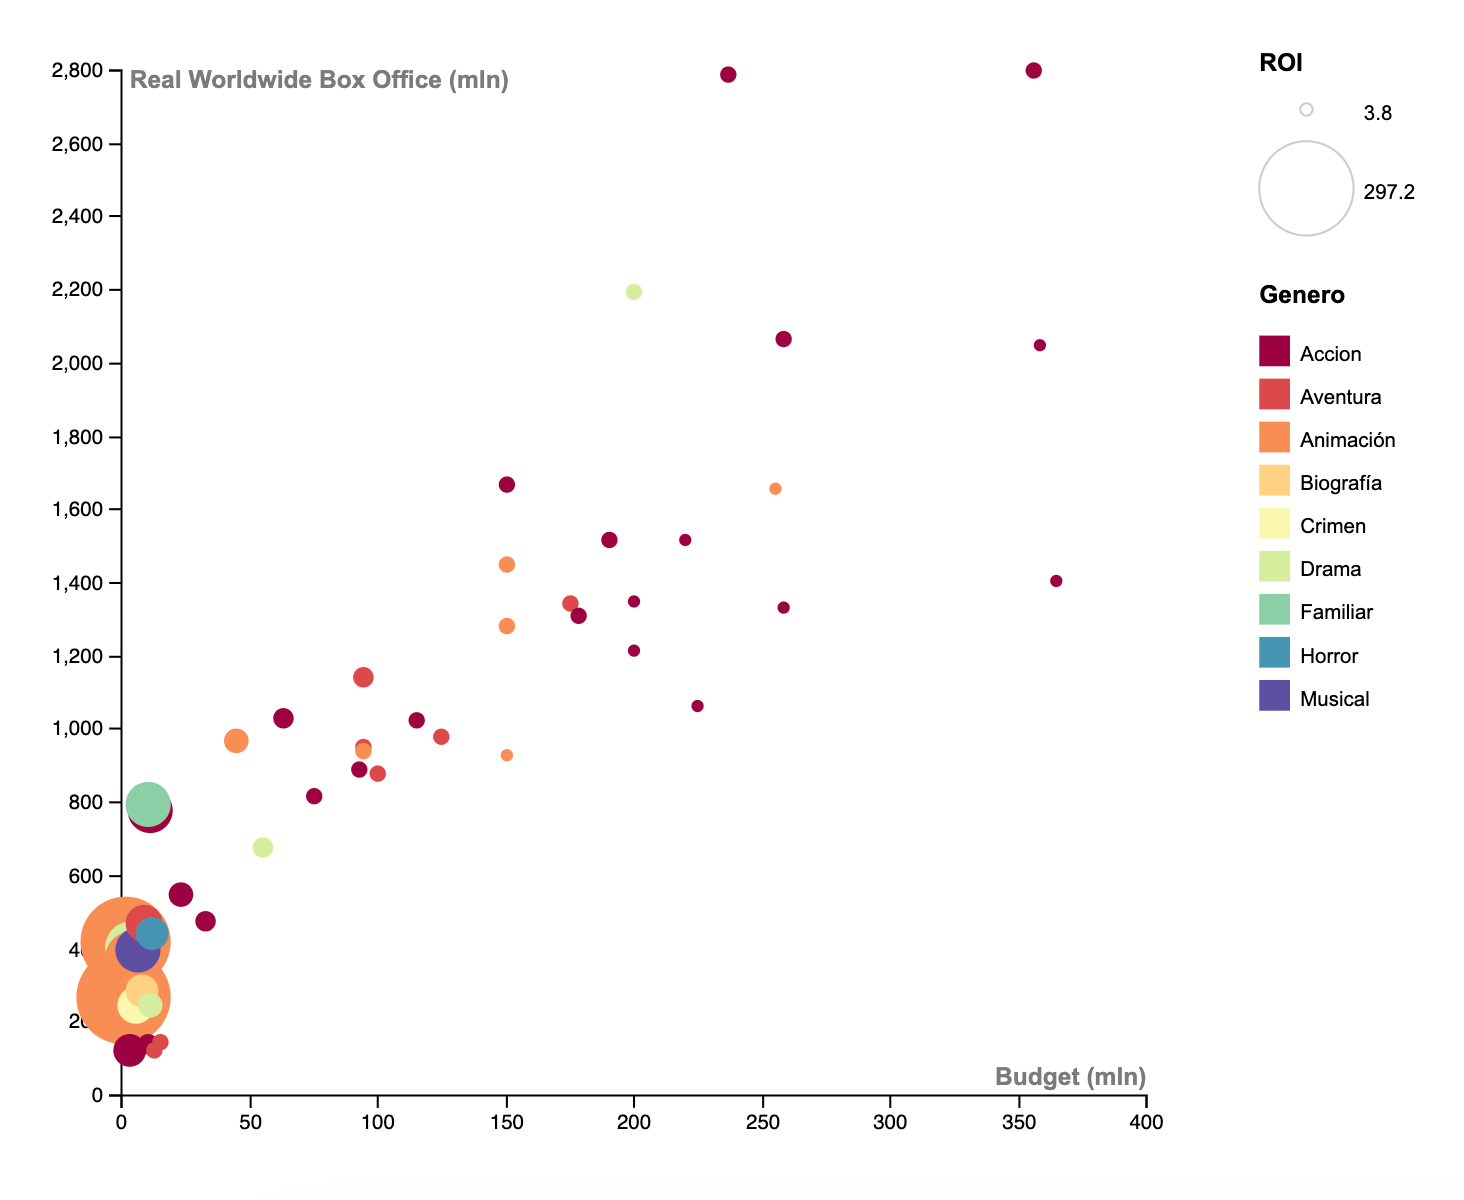 Real Worldwide Box Office (mln)
2,800
2,600
2,400
2,200
2,000
1,800
1,600
1,400
1,200
1,000
800
600
4
2
0
0 50 100 150 200 250 300 350 400
Budget (mln)
ROI
3.8
297.2
Genero
Accion
Aventura
Animación
Biografía
Crimen
Drama
Familiar
Horror
Musical